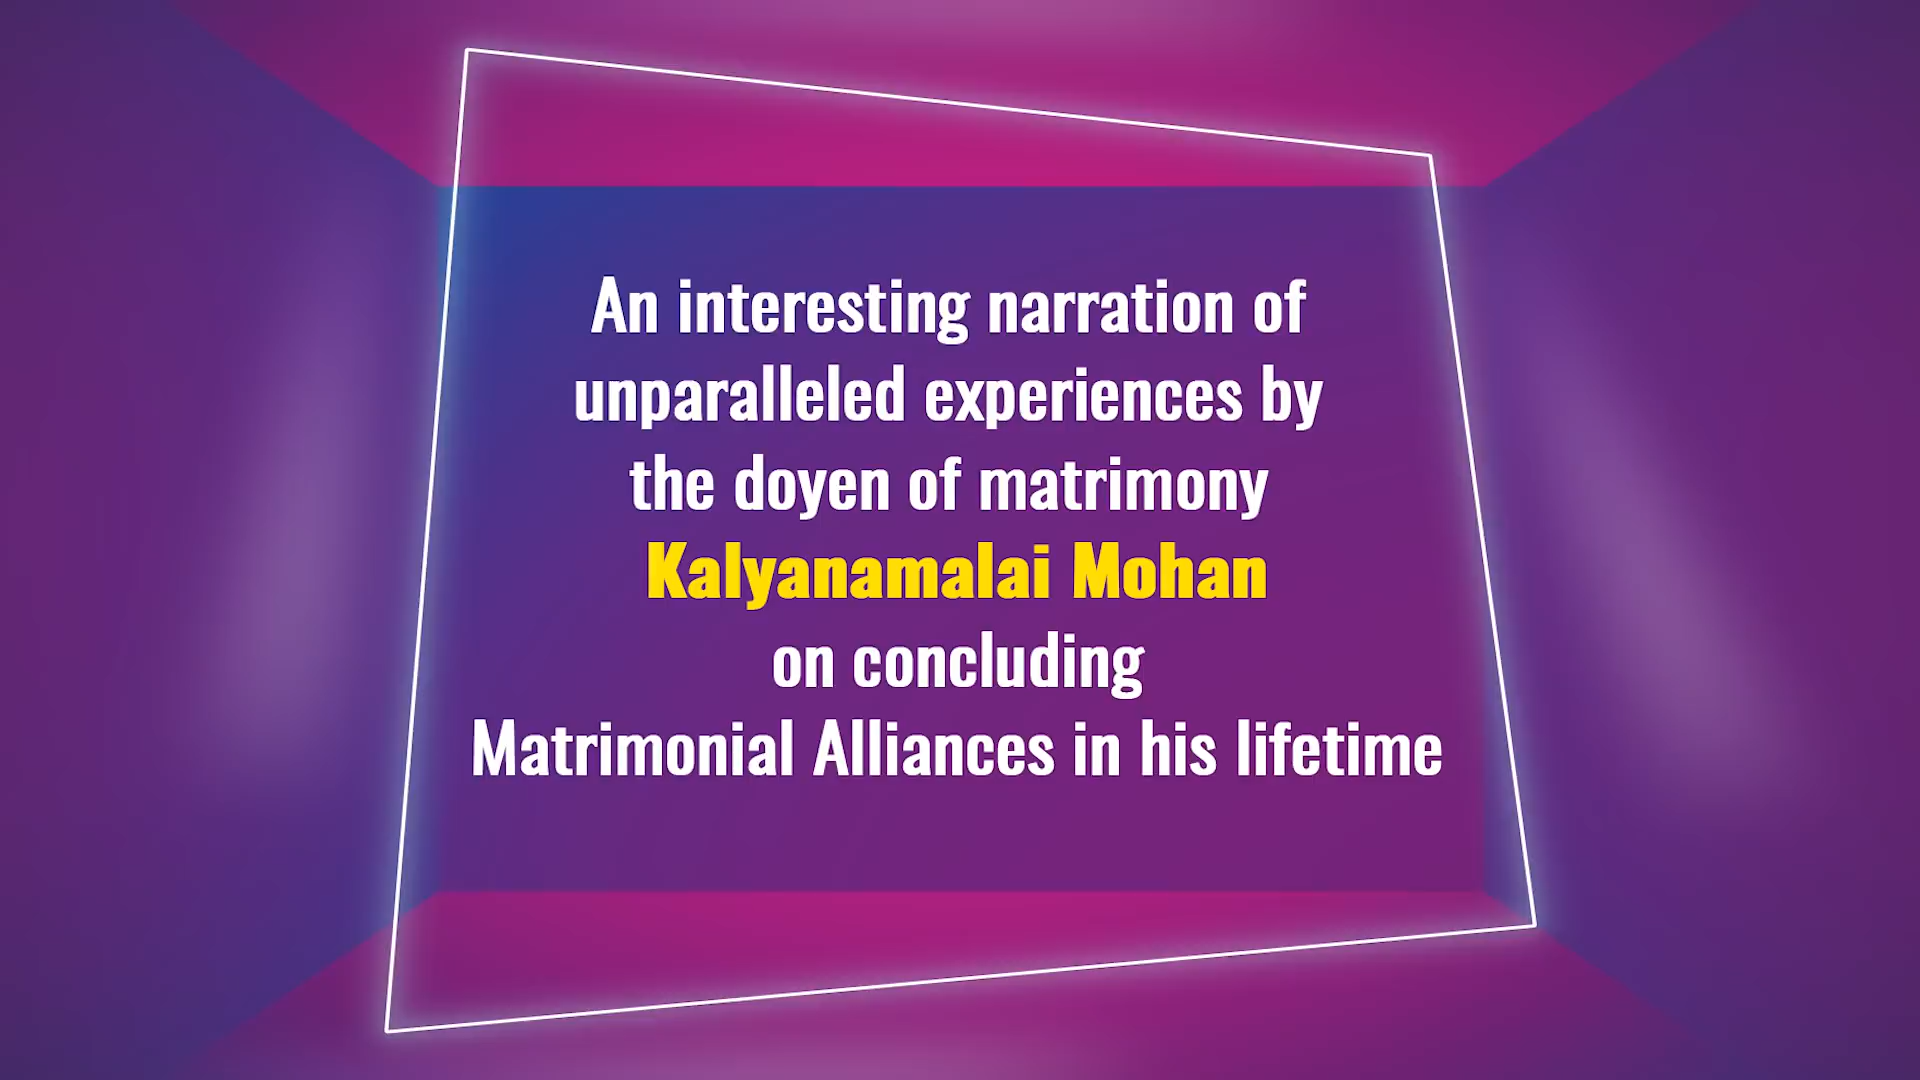 An interesting narration of
unparalleled experiences by
the doyen of matrimony
Kalyanamalai Mohan
on concluding
Matrimonial Alliances in his lifetime